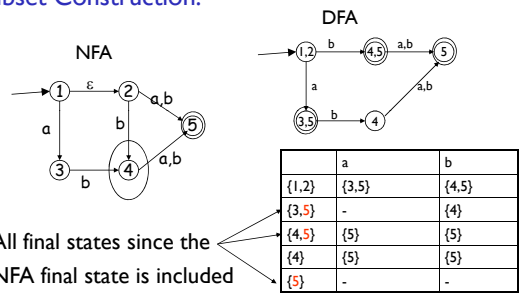 ubset Construction:
NFA
DFA
1 ε 2 a,b 5
a b a,b
3 b 4
1,2 b 4,5 a,b 5
a a,b
3,5 b 4
a b
{1,2} {3,5} {4,5}
{3,5} - {4}
{4,5} {5} {5}
{4} {5} {5}
{5} - -
All final states since the
NFA final state is included